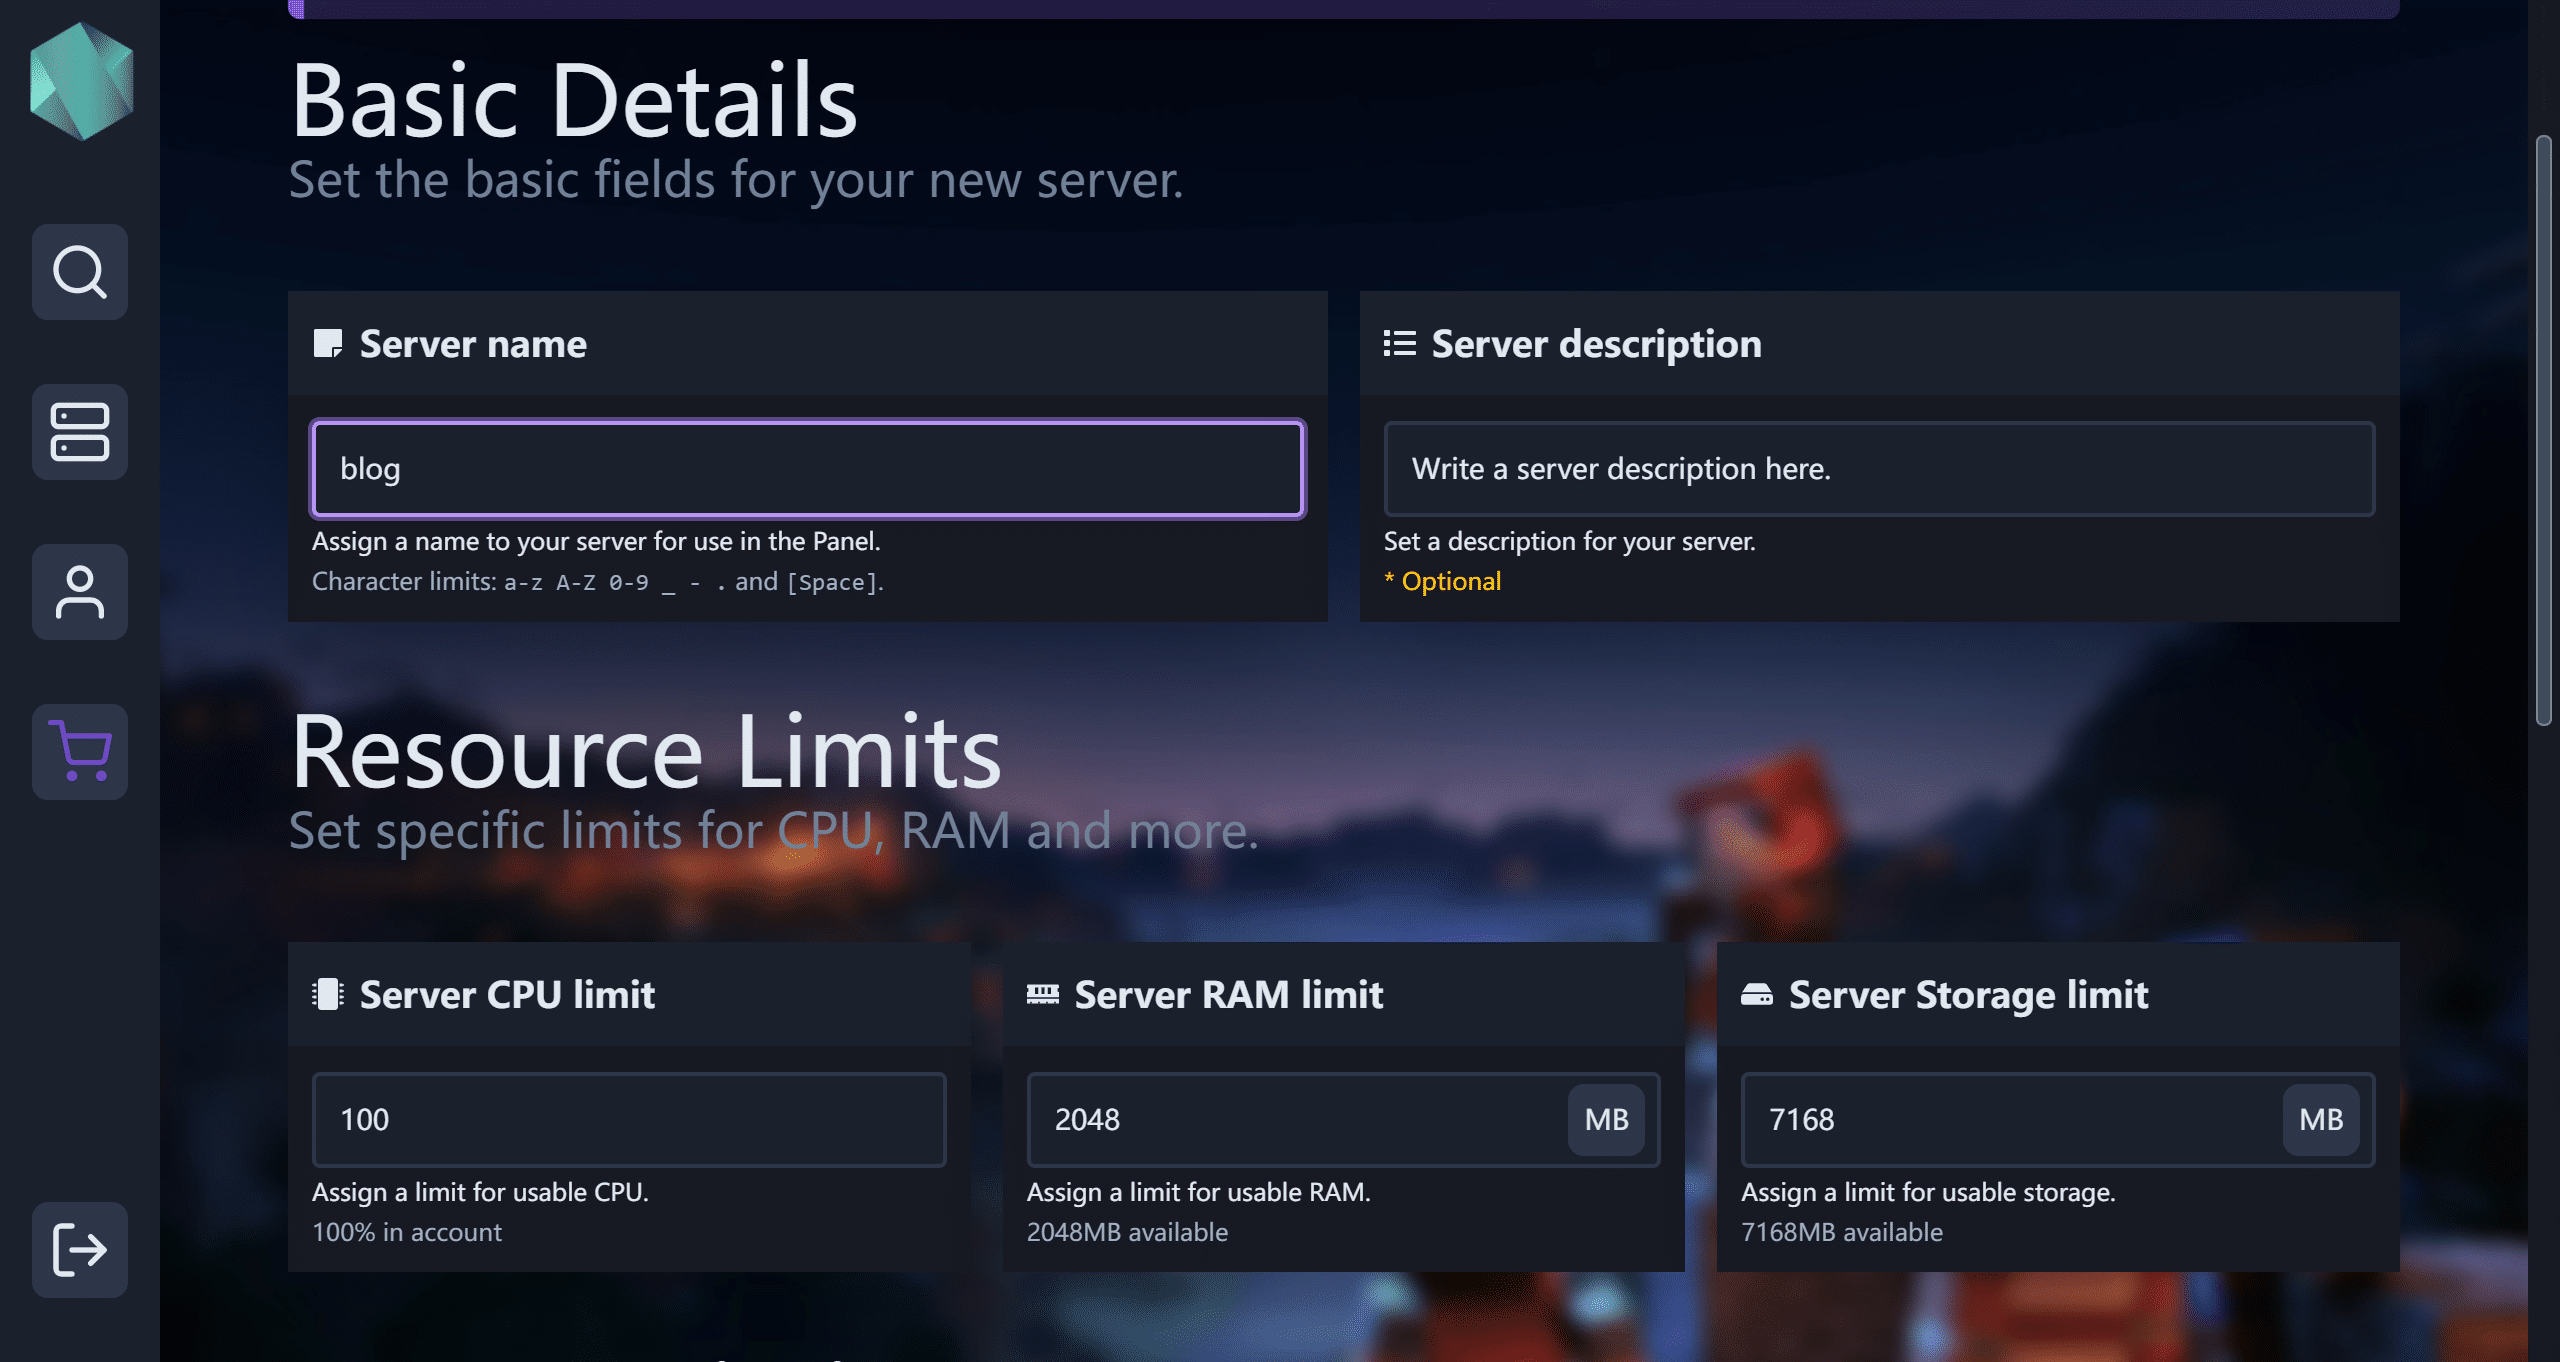 Basic Details
Set the basic fields for your new server.
Server name
blog
Assign a name to your server for use in the Panel.
Character limits: a-z A-Z 0-9 _ - . and [Space].
Server description
Write a server description here.
Set a description for your server.
* Optional
Resource Limits
Set specific limits for CPU, RAM and more.
Server CPU limit
100
Assign a limit for usable CPU.
100% in account
Server RAM limit
2048 MB
Assign a limit for usable RAM.
2048MB available
Server Storage limit
7168 MB
Assign a limit for usable storage.
7168MB available